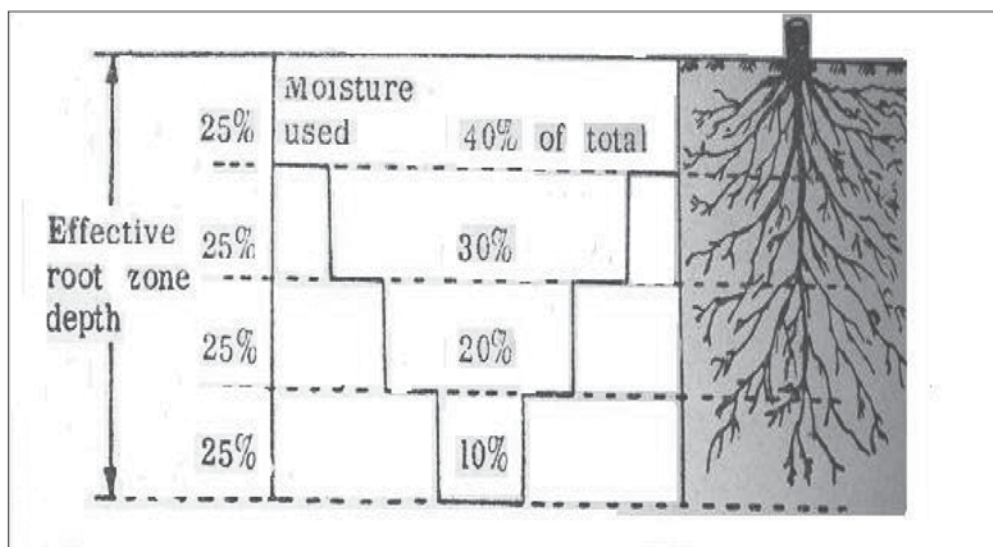 Moisture
25% used 40% of total
Effective
root zone
depth
25% 30%
25% 20%
25% 10%